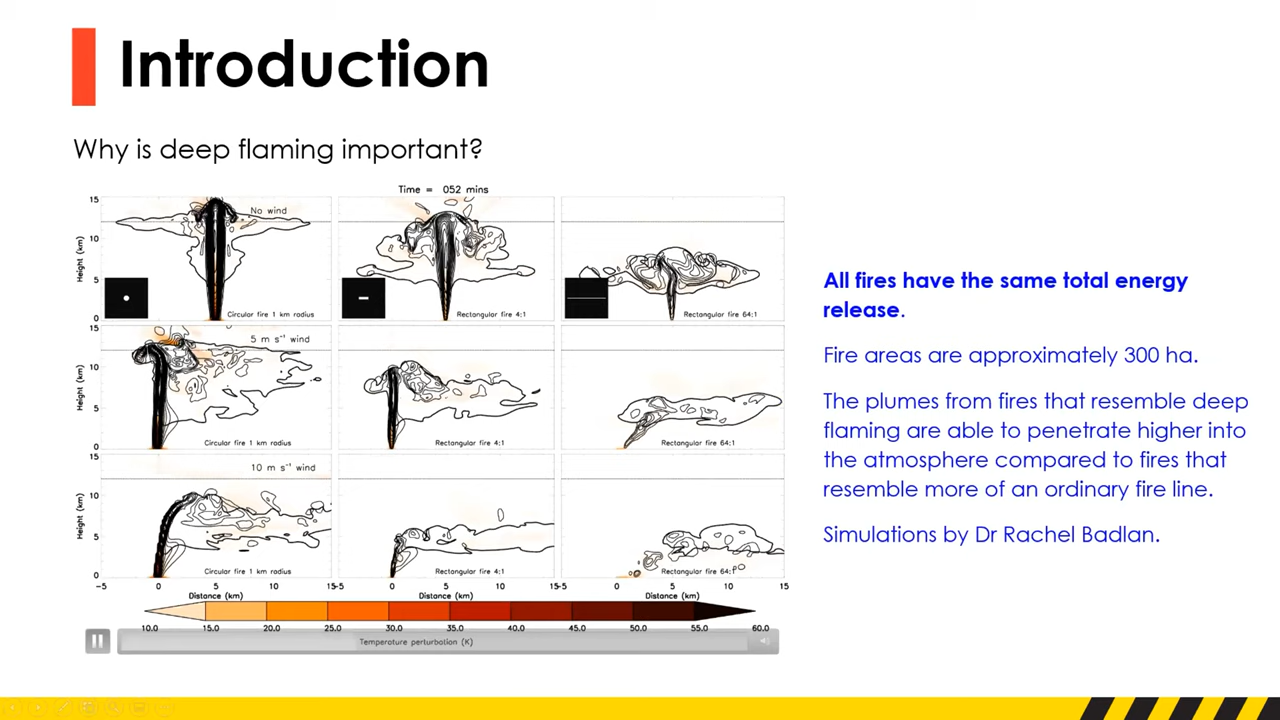 Introduction
Why is deep flaming important?
Time = 052 mins
15
10
5
0
Height (km)
No wind
Circular fire 1 km radius
Rectangular fire 4:1
Rectangular fire 64:1
15
10
5
0
Height (km)
5 m s⁻¹ wind
Circular fire 1 km radius
Rectangular fire 4:1
Rectangular fire 64:1
15
10
5
0
Height (km)
10 m s⁻¹ wind
Circular fire 1 km radius
Rectangular fire 4:1
Rectangular fire 64:1
−5 0 5 10 15−5 0 5 10 15−5 0 5 10 15
Distance (km) Distance (km) Distance (km)
10.0 15.0 20.0 25.0 30.0 35.0 40.0 45.0 50.0 55.0 60.0
Temperature perturbation (K)
All fires have the same total energy
release.
Fire areas are approximately 300 ha.
The plumes from fires that resemble deep
flaming are able to penetrate higher into
the atmosphere compared to fires that
resemble more of an ordinary fire line.
Simulations by Dr Rachel Badlan.